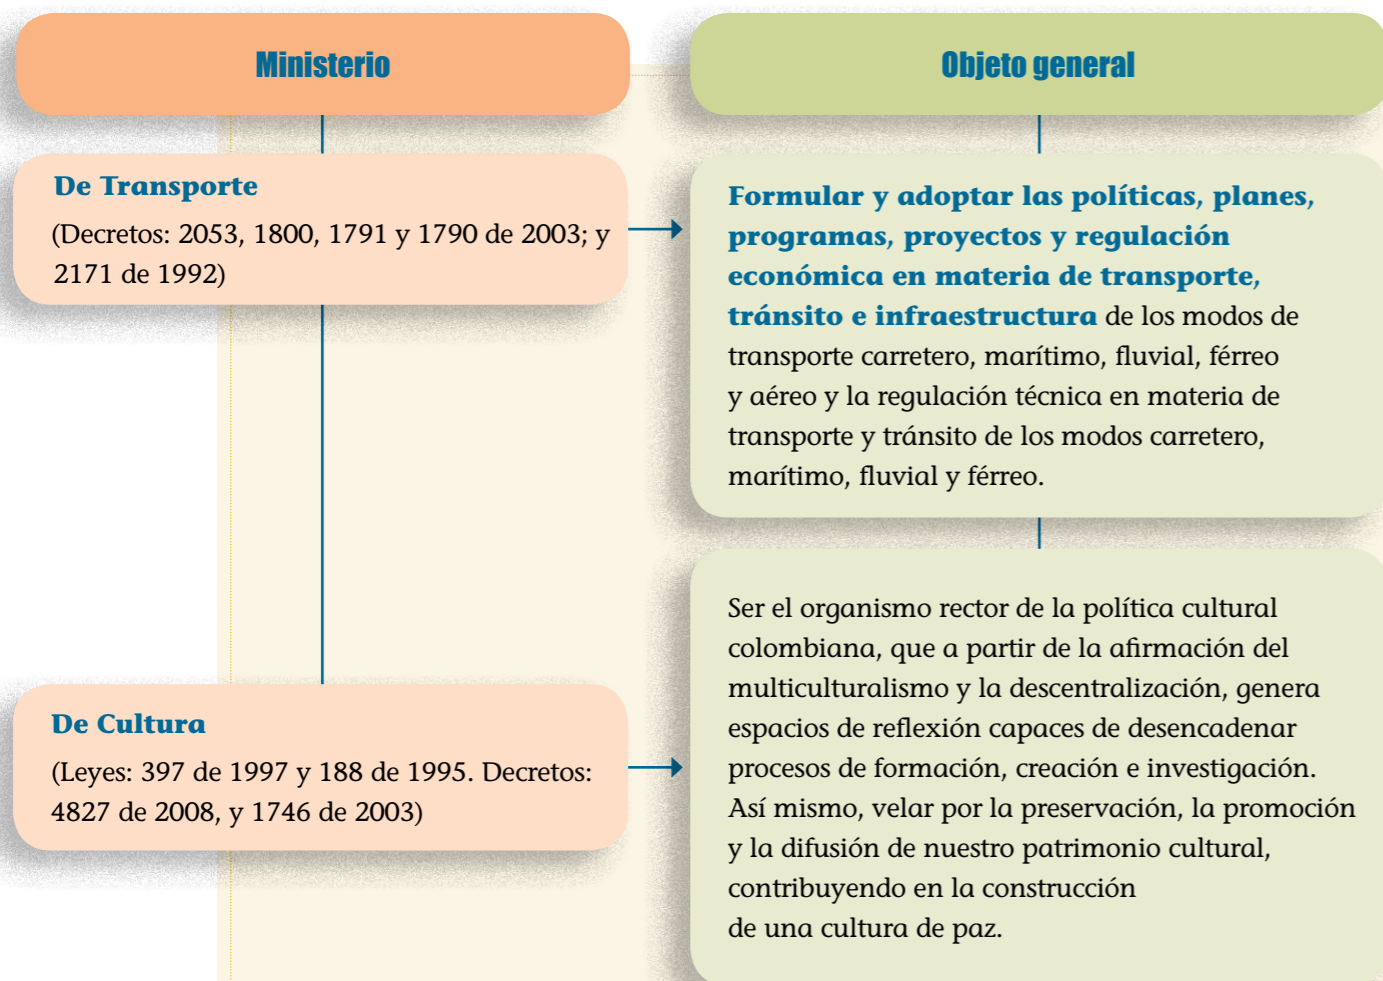 Ministerio
Objeto general
De Transporte
(Decretos: 2053, 1800, 1791 y 1790 de 2003; y
2171 de 1992)
Formular y adoptar las políticas, planes,
programas, proyectos y regulación
económica en materia de transporte,
tránsito e infraestructura de los modos de
transporte carretero, marítimo, fluvial, férreo
y aéreo y la regulación técnica en materia de
transporte y tránsito de los modos carretero,
marítimo, fluvial y férreo.
De Cultura
(Leyes: 397 de 1997 y 188 de 1995. Decretos:
4827 de 2008, y 1746 de 2003)
Ser el organismo rector de la política cultural
colombiana, que a partir de la afirmación del
multiculturalismo y la descentralización, genera
espacios de reflexión capaces de desencadenar
procesos de formación, creación e investigación.
Así mismo, velar por la preservación, la promoción
y la difusión de nuestro patrimonio cultural,
contribuyendo en la construcción
de una cultura de paz.